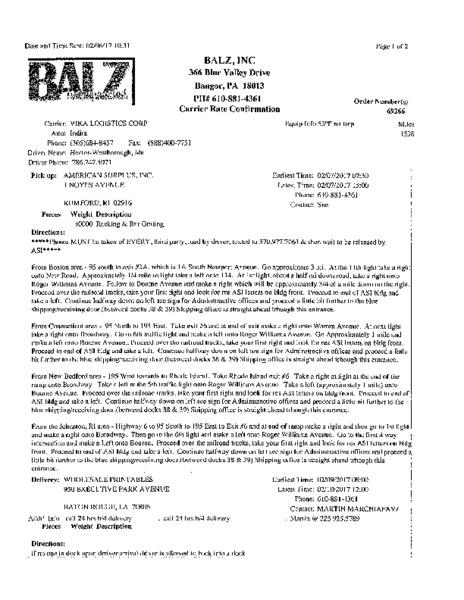 Date and Time Sent: 02/06/17 10:31
Page 1 of 2
BALZ
BALZ, INC
366 Blue Valley Drive
Bangor, PA 18013
PH# 610-881-4361
Carrier Rate Confirmation
Order Number(s)
69266
Carrier: VIKA LOGISTICS CORP
Attn: Indira
Phone: (305)684-8457 Fax: (888)400-7751
Equip Info
Miles
1538
Driver Name: Hector-Westborough, Ma
Driver Phone: 786.747.4071
Pick up: AMERICAN SURPLUS, INC.
1 NOYES AVENUE
RUMFORD, RI 02916
Earliest Time: 02/07/2017 07:30
Latest Time: 02/07/2017 15:00
Phone: 610-881-4361
Contact: Sue
Pieces Weight Description
40000 Racking & Bar Grating
Directions:
*****Photos MUST be taken of EVERY, third party, load by driver, texted to 570.977.7061 & then wait to be released by
ASI*****
From Boston area - 95 south to exit #2A, which is 1A South Newport Avenue. Go approximate 3 mi. At the 11th light take a right
onto New Road. Approximately 1/4 mile to light take a left onto 114. At 1st light, about a half mi down road, take a right onto
Roger Williams Avenue. Follow to Bourne Avenue and make a right which will be approximately 3/4 of a mile down on the right.
Proceed over the railroad tracks, take your first right and look for res ASI letters on bldg front. Proceed to end of ASI Bldg and
take a left. Continue halfway down on left see sign for Administrative offices and proceed a little bit further to the blue
shipping/receiving door (between docks 38 & 39) Shipping office is straight ahead through this entrance.
From Connecticut area - 95 North to 195 East. Take exit #6 and at end of exit make a right onto Warren Avenue. At next light
take a right onto Broadway. Then on 6th traffic light and make a left onto Roger Williams Avenue. Go Approximately 1 mile and
make a left onto Bourne Avenue. Proceed over the railroad tracks, take your first right and look for res ASI letters on bldg front.
Proceed to end of ASI Bldg and take a left. Continue halfway down on left see sign for Administrative offices and proceed a little
bit further to the blue shipping/receiving door (between docks 38 & 39) Shipping office is straight ahead through this entrance.
From New Bedford area - 195 West towards to Rhode Island. Take Rhode Island exit #6. Take a right at light at the end of the
ramp onto Broadway. Take a left at the 5th traffic light onto Roger William Avenue. Take a left (approximately 1 mile) onto
Bourne Avenue. Proceed over the railroad tracks, take your first right and look for res ASI letters on bldg front. Proceed to end of
ASI bldg and take a left. Continue halfway down on left see sign for Administrative offices and proceed a little bit further to the
blue shipping/receiving door (between docks 38 & 39) Shipping office is straight ahead through this entrance.
From the Johnston, RI area - Highway 6 to 95 South to 195 East to Exit #6 and at end of ramp make a right and then go to 1st light
and make a right onto Broadway. Then go to the 6th light and make a left onto Roger Williams Avenue. Go to the first 4 way
intersection and make a Left onto Bourne. Proceed over the railroad tracks, take your first right and look for res ASI letters on bldg
front. Proceed to end of ASI bldg and take a left. Continue halfway down on left see sign for Administrative offices and proceed a
little bit further to the blue shipping/receiving door (between docks 38 & 39) Shipping office is straight ahead through this
entrance.
Delivery: WHOLESALE PRINTABLES
950 EXECUTIVE PARK AVENUE
BATON ROUGE, LA 70806
Earliest Time: 02/09/2017 08:00
Latest Time: 02/10/2017 12:00
Phone: 610-881-4361
Contact: MARTIN MARCHIAFAV/
Addt' Info call 24 hrs b/4 delivery , call 24 hrs b/4 delivery , Martin @ 225.925.5789
Pieces Weight Description
Directions:
if no one in dock upon driver arrival driver is allowed to back into a dock